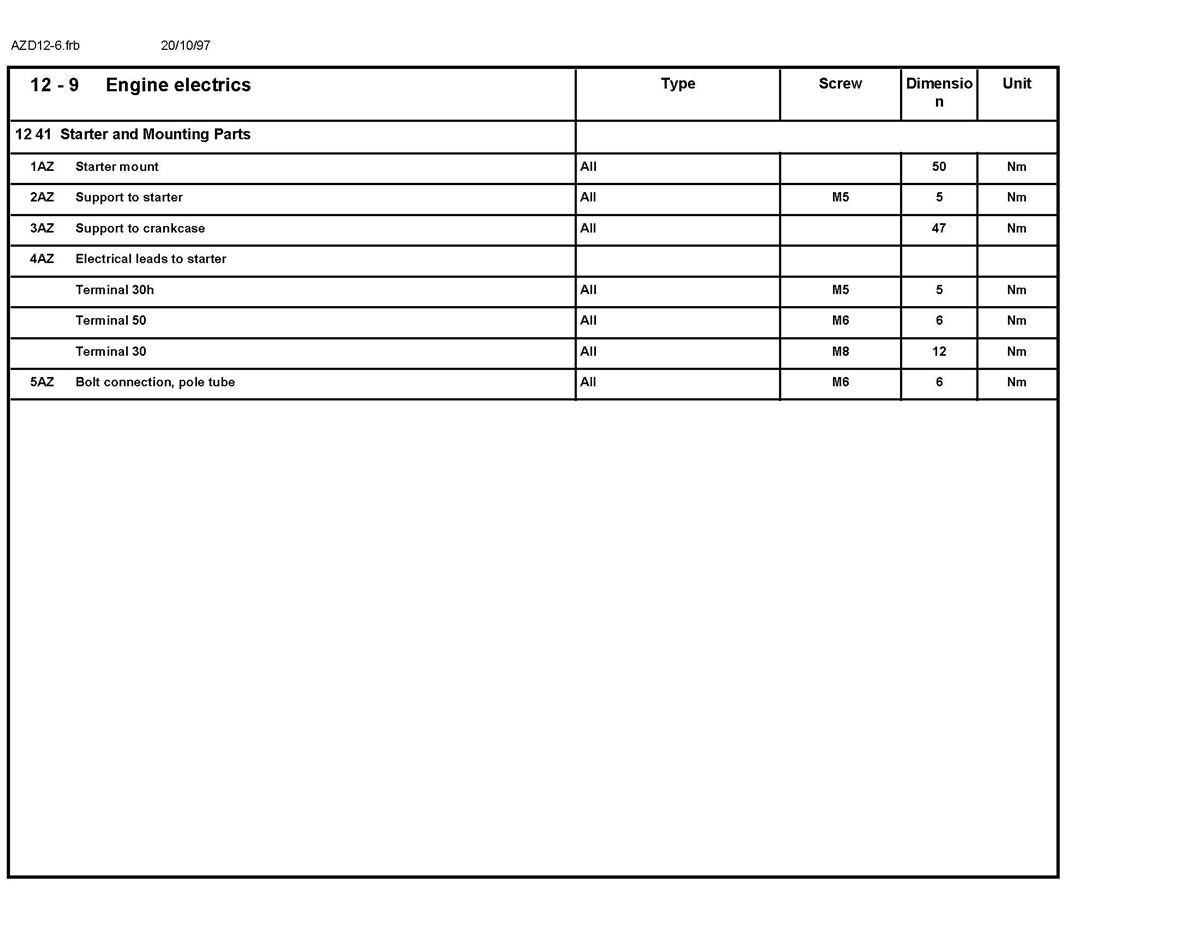 AZD12-6.frb 20/10/97
12 - 9 Engine electrics Type Screw Dimensio
n Unit
12 41 Starter and Mounting Parts
1AZ Starter mount All 50 Nm
2AZ Support to starter All M5 5 Nm
3AZ Support to crankcase All 47 Nm
4AZ Electrical leads to starter
Terminal 30h All M5 5 Nm
Terminal 50 All M6 6 Nm
Terminal 30 All M8 12 Nm
5AZ Bolt connection, pole tube All M6 6 Nm